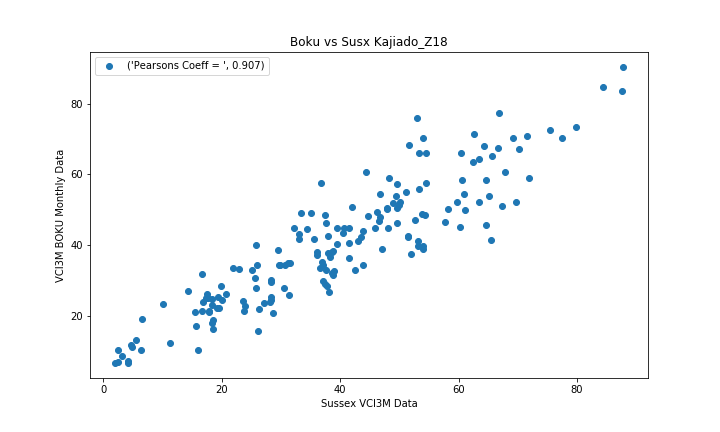 Boku vs Susx Kajiado_Z18
('Pearsons Coeff = ', 0.907)
VCI3M BOKU Monthly Data
80
60
40
20
0
20
40
60
80
Sussex VCI3M Data